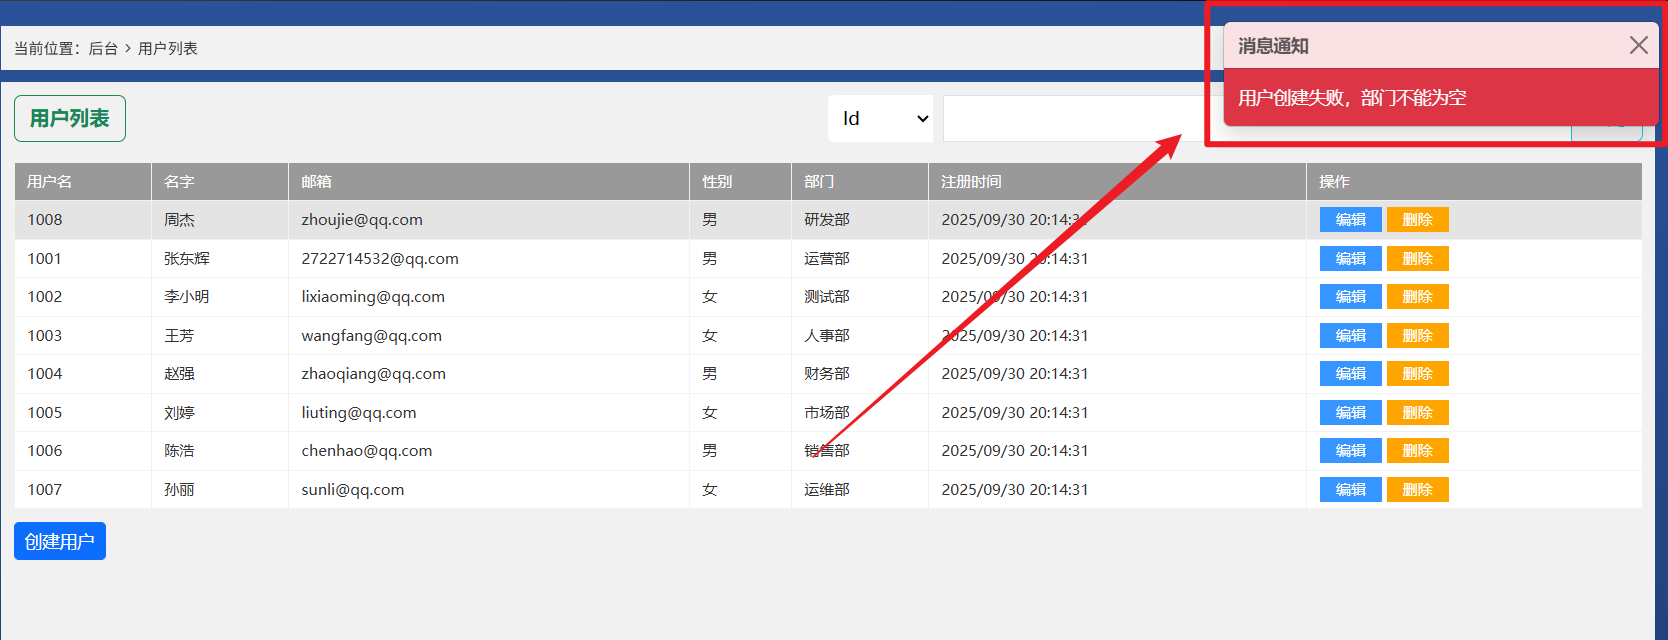 当前位置：后台 > 用户列表
消息通知
用户创建失败，部门不能为空
用户列表
Id
用户名 名字 邮箱 性别 部门 注册时间 操作
1008 周杰 zhoujie@qq.com 男 研发部 2025/09/30 20:14:31 编辑 删除
1001 张东辉 2722714532@qq.com 男 运营部 2025/09/30 20:14:31 编辑 删除
1002 李小明 lixiaoming@qq.com 女 测试部 2025/09/30 20:14:31 编辑 删除
1003 王芳 wangfang@qq.com 女 人事部 2025/09/30 20:14:31 编辑 删除
1004 赵强 zhaoqiang@qq.com 男 财务部 2025/09/30 20:14:31 编辑 删除
1005 刘婷 liuting@qq.com 女 市场部 2025/09/30 20:14:31 编辑 删除
1006 陈浩 chenhao@qq.com 男 销售部 2025/09/30 20:14:31 编辑 删除
1007 孙丽 sunli@qq.com 女 运维部 2025/09/30 20:14:31 编辑 删除
创建用户